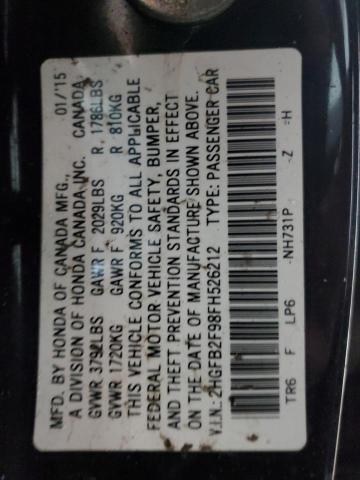 MFD. BY HONDA OF CANADA MFG., 01/'15
A DIVISION OF HONDA CANADA INC. CANADA
GVWR 3792LBS GAWR F 2029LBS R 1786LBS
GVWR 1720KG GAWR F 920KG R 810KG
THIS VEHICLE CONFORMS TO ALL APPLICABLE
FEDERAL MOTOR VEHICLE SAFETY, BUMPER,
AND THEFT PREVENTION STANDARDS IN EFFECT
ON THE DATE OF MANUFACTURE SHOWN ABOVE.
V.I.N.: 2HGFB2F98FH526212 TYPE: PASSENGER CAR
TR6 F LP6 -NH731P -Z =H